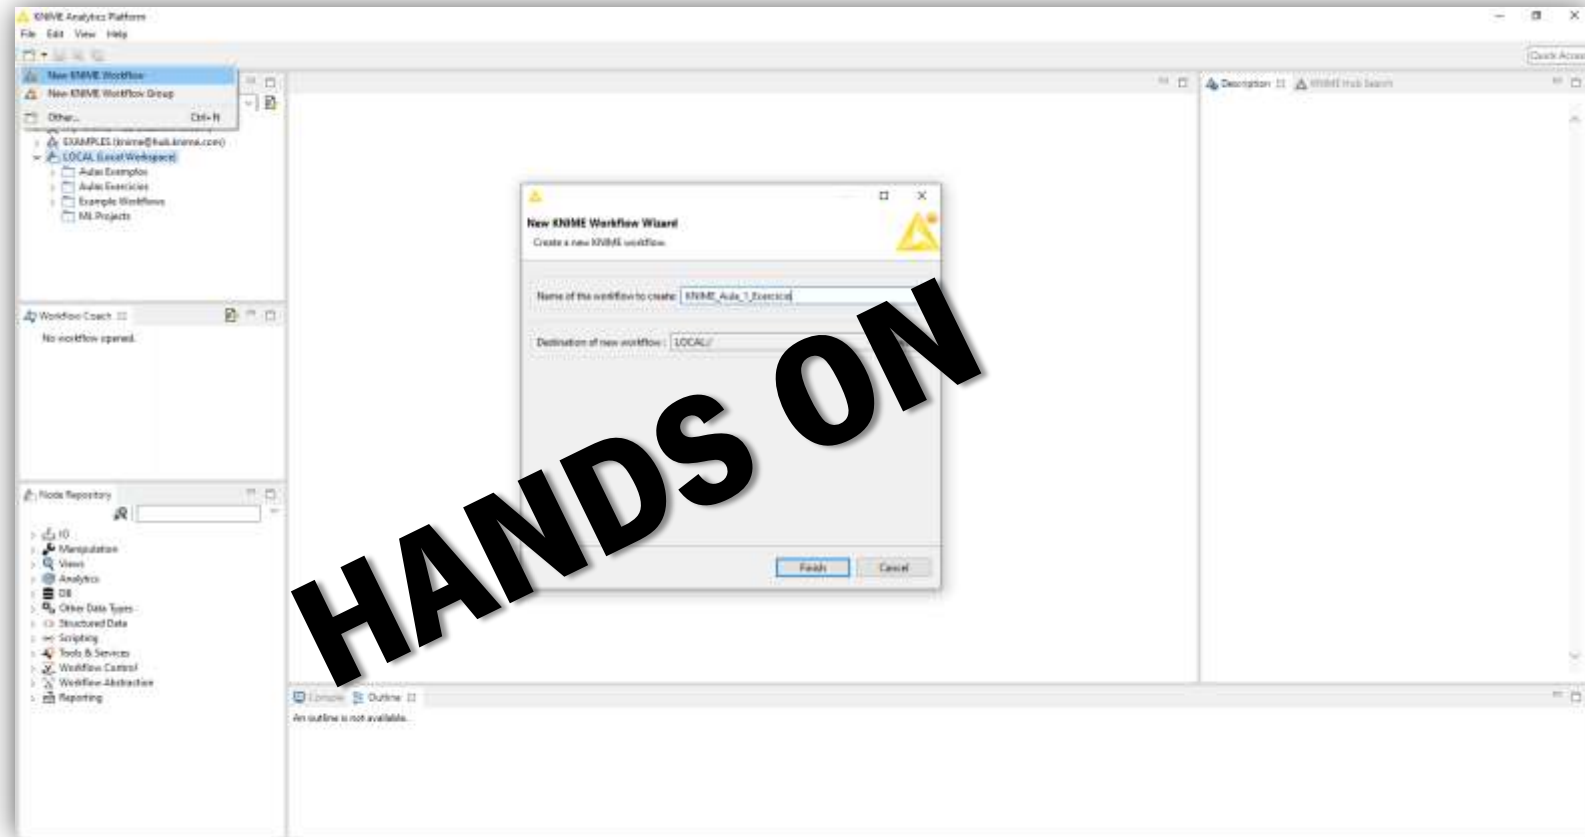 KNIME Analytics Platform
File Edit View Help
Quick Access
New KNIME Workflow
New KNIME Workflow Group
Other... Ctrl+N
EXAMPLES (knime@hub.knime.com)
LOCAL (Local Workspace)
Aulas Exemplos
Aulas Exercicios
Example Workflows
ML Projects
Description
KNIME Hub Search
New KNIME Workflow Wizard
Create a new KNIME workflow.
Name of the workflow to create: KNIME_Aula_1_Exercicio
Destination of new workflow : LOCAL:/
Finish Cancel
HANDS ON
Workflow Coach
No workflow opened.
Node Repository
IO
Manipulation
Views
Analytics
DB
Other Data Types
Structured Data
Scripting
Tools & Services
Workflow Control
Workflow Abstraction
Reporting
Console Outline
An outline is not available.